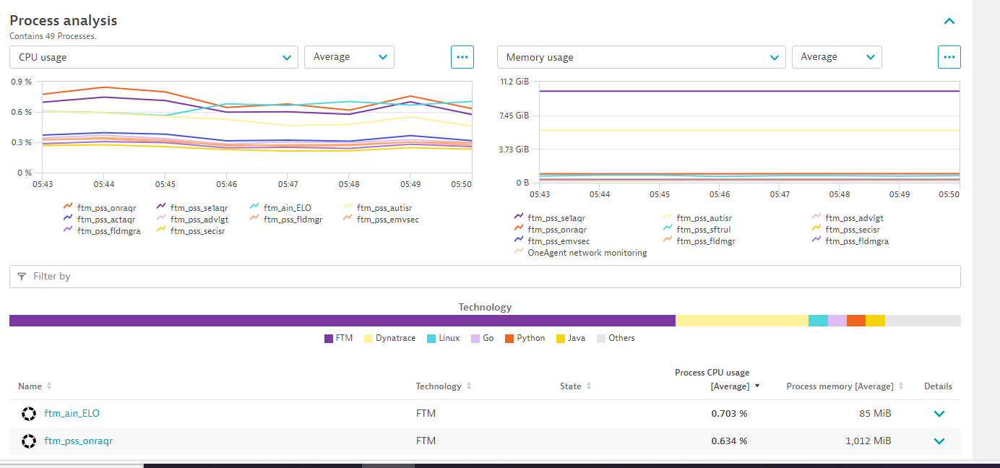 Process analysis
Contains 49 Processes.
CPU usage
Average
...
Memory usage
Average
...
0.9 %
0.6 %
0.3 %
0 %
05:43 05:44 05:45 05:46 05:47 05:48 05:49 05:50
ftm_pss_onraqr ftm_pss_se1aqr ftm_ain_ELO ftm_pss_autisr
ftm_pss_actaqr ftm_pss_advlgt ftm_pss_fldmgr ftm_pss_emvsec
ftm_pss_fldmgra ftm_pss_secisr
11.2 GiB
7.45 GiB
3.73 GiB
0 B
05:43 05:44 05:45 05:46 05:47 05:48 05:49 05:50
ftm_pss_se1aqr ftm_pss_autisr ftm_pss_advlgt
ftm_pss_onraqr ftm_pss_sftrul ftm_pss_secisr
ftm_pss_emvsec ftm_pss_fldmgr ftm_pss_fldmgra
OneAgent network monitoring
Filter by
Technology
FTM Dynatrace Linux Go Python Java Others
Name Technology State Process CPU usage [Average] Process memory [Average] Details
ftm_ain_ELO FTM 0.703 % 85 MiB
ftm_pss_onraqr FTM 0.634 % 1,012 MiB